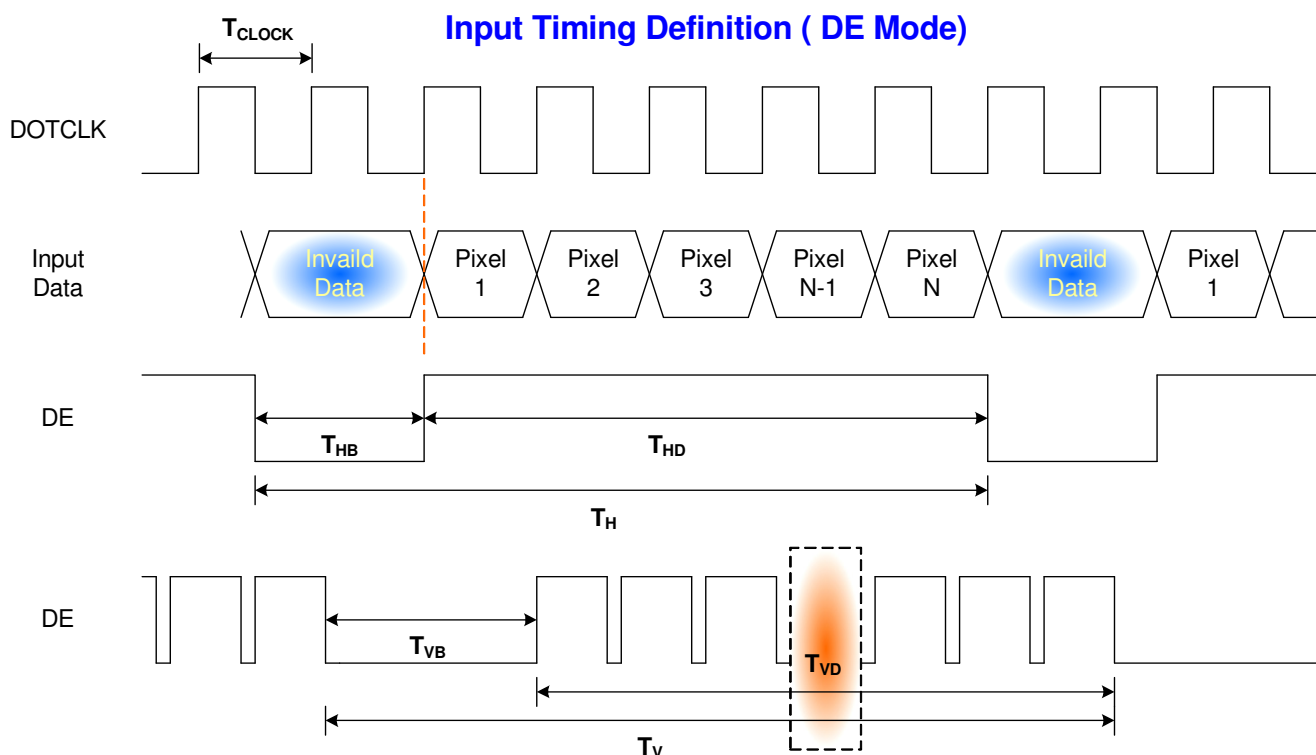 Input Timing Definition ( DE Mode)
TCLOCK
DOTCLK
Input
Data
Invaild
Data
Pixel
1
Pixel
2
Pixel
3
Pixel
N-1
Pixel
N
Invaild
Data
Pixel
1
DE
THB
THD
TH
DE
TVB
TVD
TV